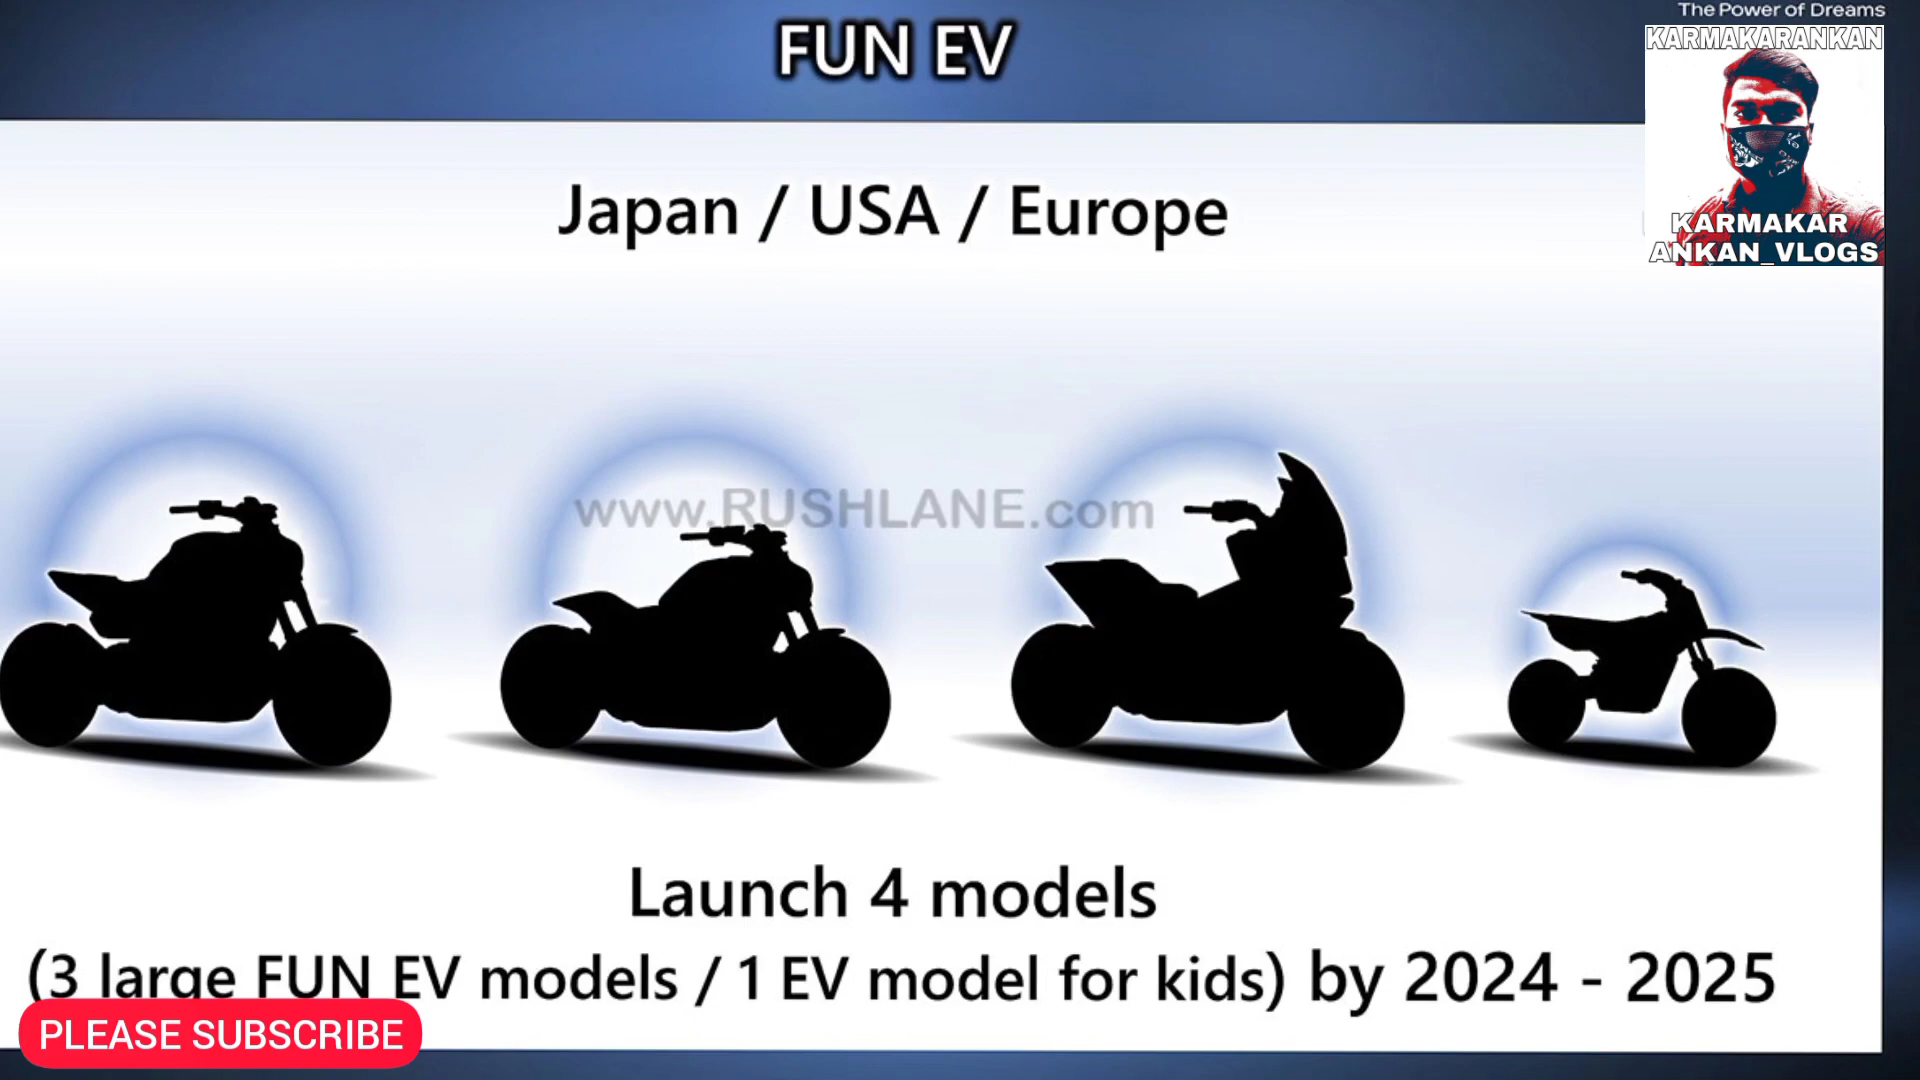 The Power of Dreams
FUN EV
KARMAKARANKAN
Japan / USA / Europe
KARMAKAR
ANKAN_VLOGS
www.RUSHLANE.com
Launch 4 models
(3 large FUN EV models / 1 EV model for kids) by 2024 - 2025
PLEASE SUBSCRIBE